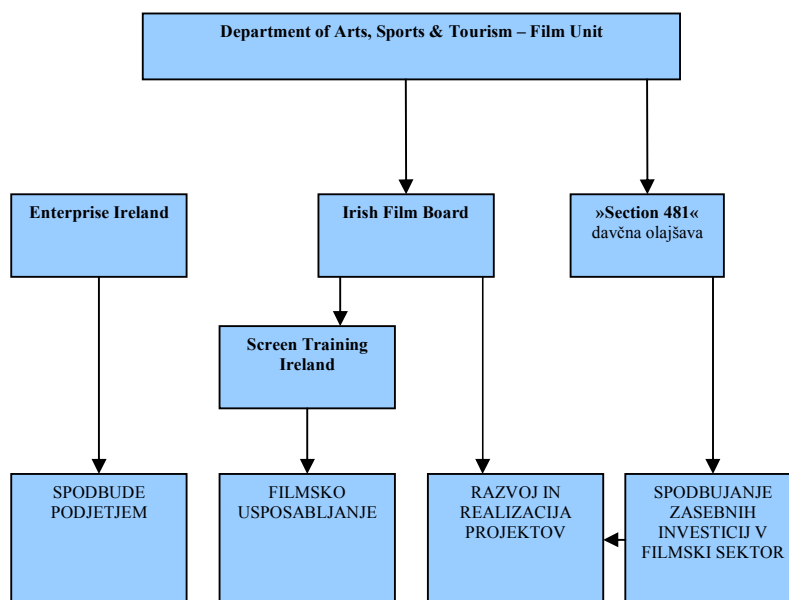 Department of Arts, Sports & Tourism – Film Unit
Enterprise Ireland
Irish Film Board
»Section 481«
davčna olajšava
Screen Training
Ireland
SPODBUDE
PODJETJEM
FILMSKO
USPOSABLJANJE
RAZVOJ IN
REALIZACIJA
PROJEKTOV
SPODBUJANJE
ZASEBNIH
INVESTICIJ V
FILMSKI SEKTOR